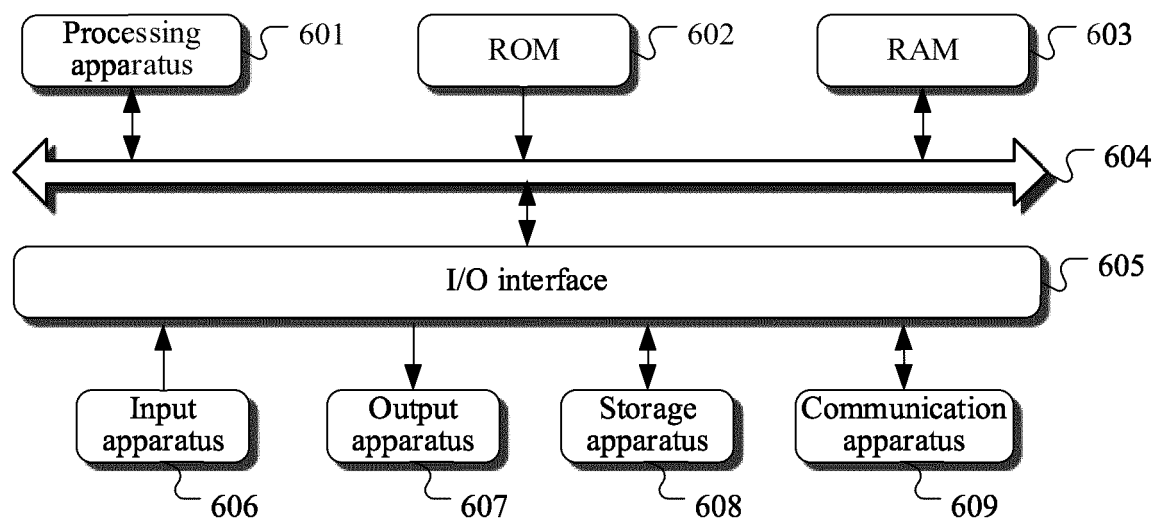 Processing
apparatus
601
ROM
602
RAM
603
604
I/O interface
605
Input
apparatus
606
Output
apparatus
607
Storage
apparatus
608
Communication
apparatus
609